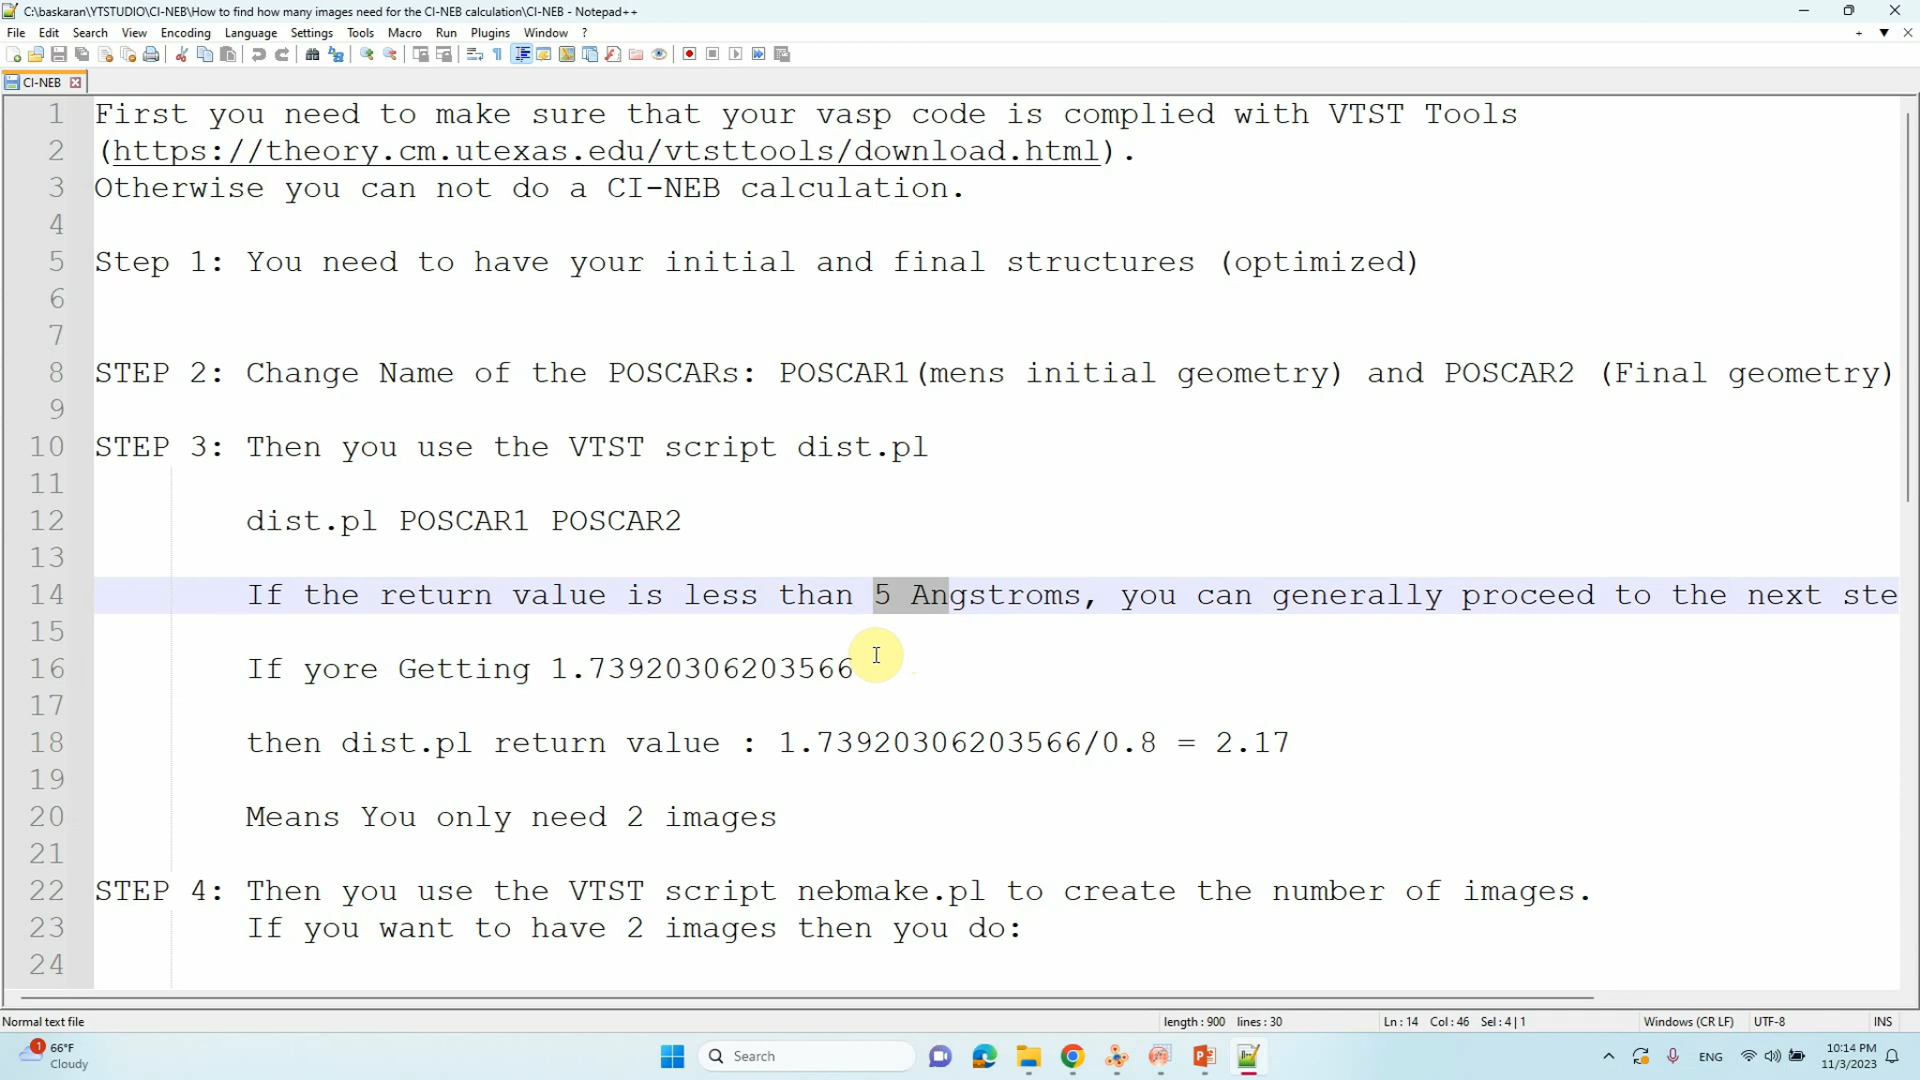 C:\baskaran\YTSTUDIO\CI-NEB\How to find how many images need for the CI-NEB calculation\CI-NEB - Notepad++
File Edit Search View Encoding Language Settings Tools Macro Run Plugins Window ?
CI-NEB
1 First you need to make sure that your vasp code is complied with VTST Tools
2 (https://theory.cm.utexas.edu/vtsttools/download.html).
3 Otherwise you can not do a CI-NEB calculation.
4
5 Step 1: You need to have your initial and final structures (optimized)
6
7
8 STEP 2: Change Name of the POSCARs: POSCAR1(mens initial geometry) and POSCAR2 (Final geometry)
9
10 STEP 3: Then you use the VTST script dist.pl
11
12 dist.pl POSCAR1 POSCAR2
13
14 If the return value is less than 5 Angstroms, you can generally proceed to the next ste
15
16 If yore Getting 1.73920306203566
17
18 then dist.pl return value : 1.73920306203566/0.8 = 2.17
19
20 Means You only need 2 images
21
22 STEP 4: Then you use the VTST script nebmake.pl to create the number of images.
23 If you want to have 2 images then you do:
24
Normal text file length : 900 lines : 30 Ln : 14 Col : 46 Sel : 4 | 1 Windows (CR LF) UTF-8 INS
1 66°F
Cloudy
Search
ENG
10:14 PM
11/3/2023